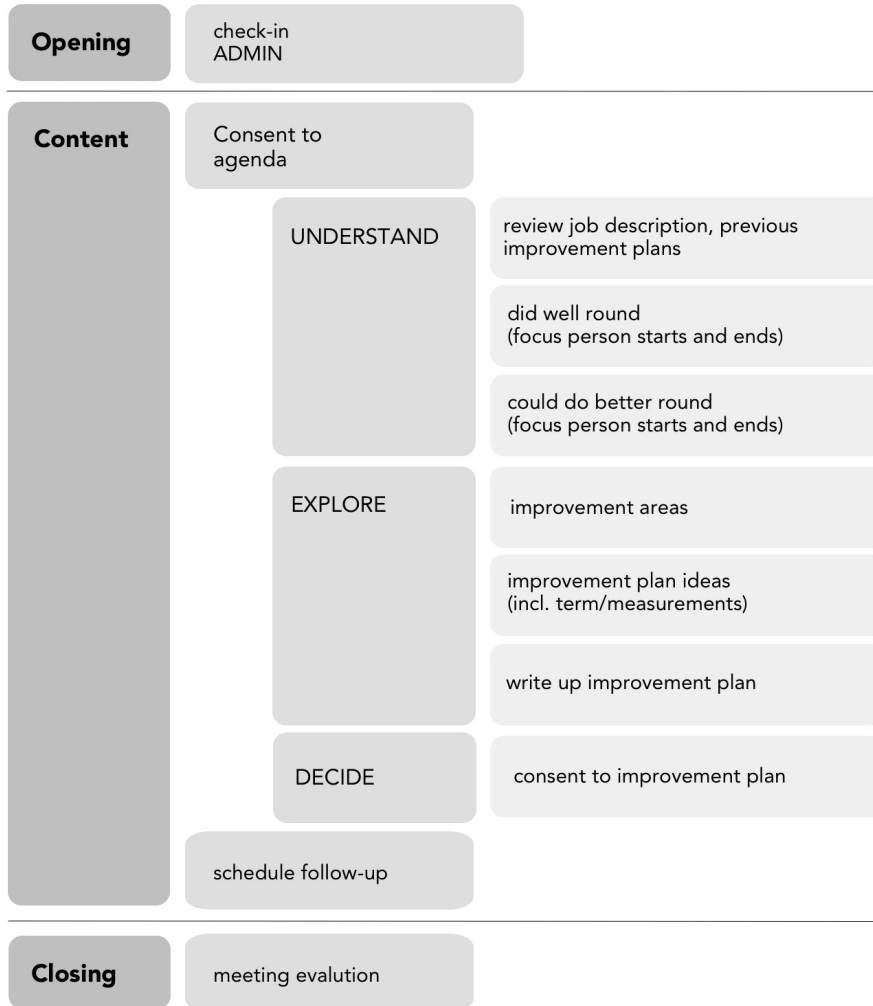 Opening
check-in
ADMIN
Content
Consent to
agenda
UNDERSTAND
review job description, previous
improvement plans
did well round
(focus person starts and ends)
could do better round
(focus person starts and ends)
EXPLORE
improvement areas
improvement plan ideas
(incl. term/measurements)
write up improvement plan
DECIDE
consent to improvement plan
schedule follow-up
Closing
meeting evalution